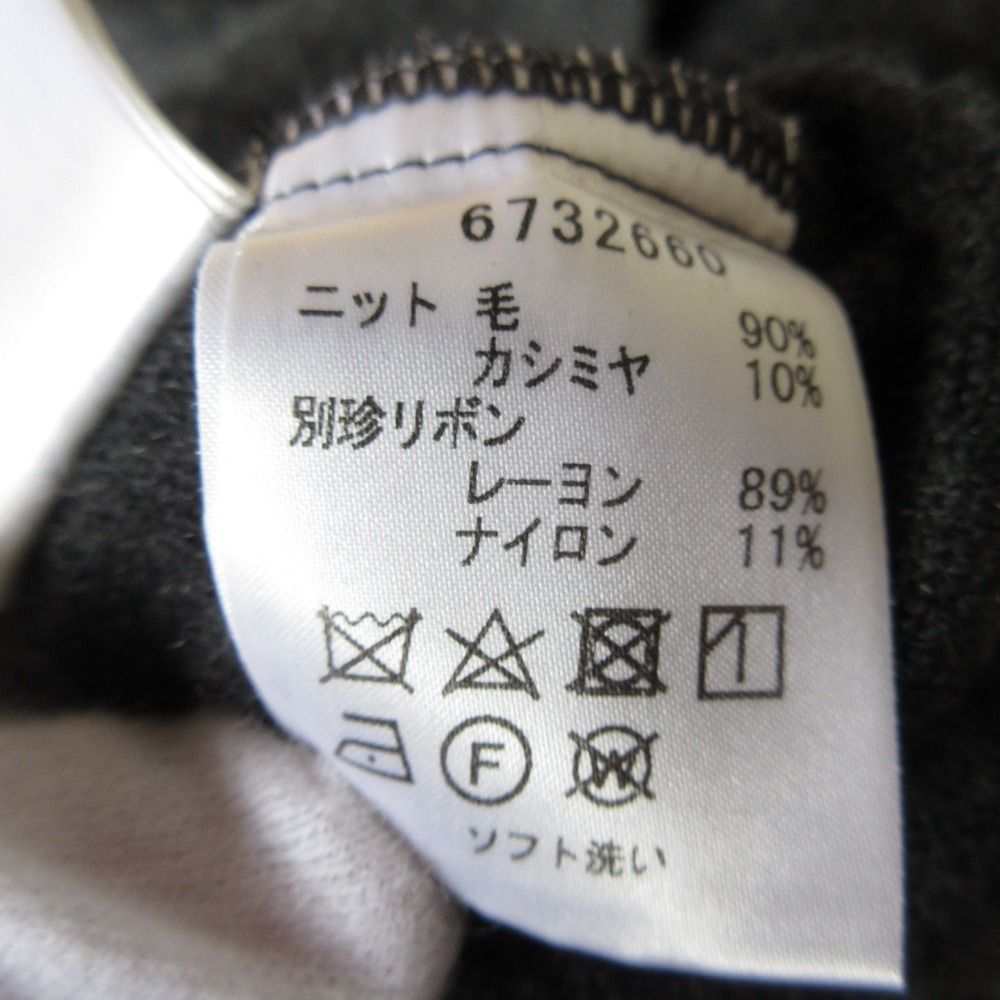 6732660
ニット 毛 90%
カシミヤ 10%
別珍リボン
レーヨン 89%
ナイロン 11%
F W
ソフト洗い